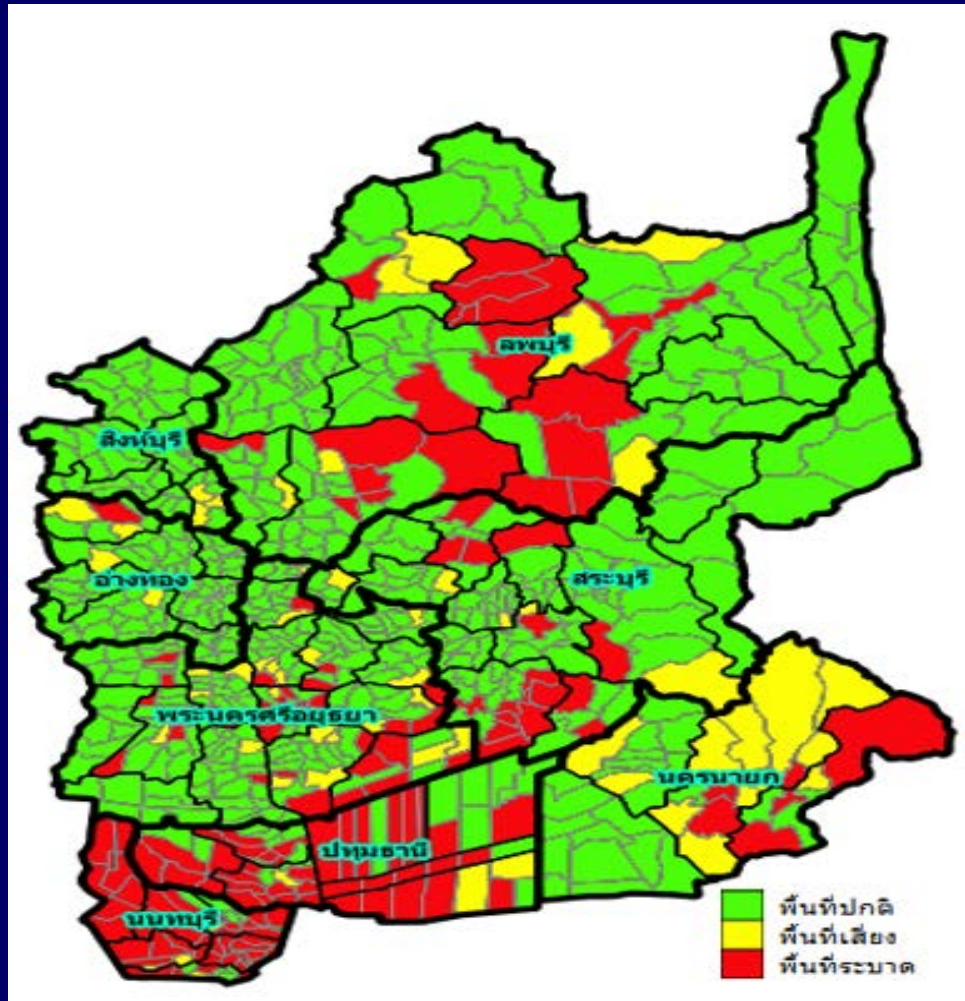 ลพบุรี
สิงห์บุรี
อ่างทอง
สระบุรี
พระนครศรีอยุธยา
นครนายก
ปทุมธานี
นนทบุรี
พื้นที่ปกติ
พื้นที่เสี่ยง
พื้นที่ระบาด